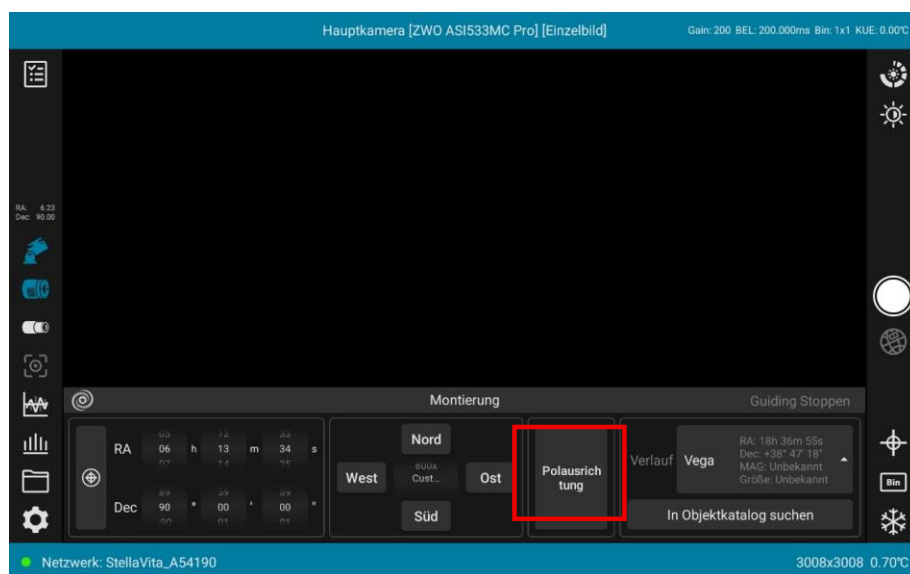 Hauptkamera [ZWO ASI533MC Pro] [Einzelbild]
Gain: 200 BEL: 200.000ms Bin: 1x1 KUE: 0.00℃
RA: 6.23
Dec: 90.00
Montierung
Guiding Stoppen
RA 06 h 13 m 34 s
Dec 90 ° 00 ' 00 "
Nord
West
800x
Cust...
Ost
Süd
Polausrich
tung
Verlauf
Vega
RA: 18h 36m 55s
Dec: +38° 47' 18"
MAG: Unbekannt
Größe: Unbekannt
In Objektkatalog suchen
Bin
Netzwerk: StellaVita_A54190
3008x3008 0.70℃